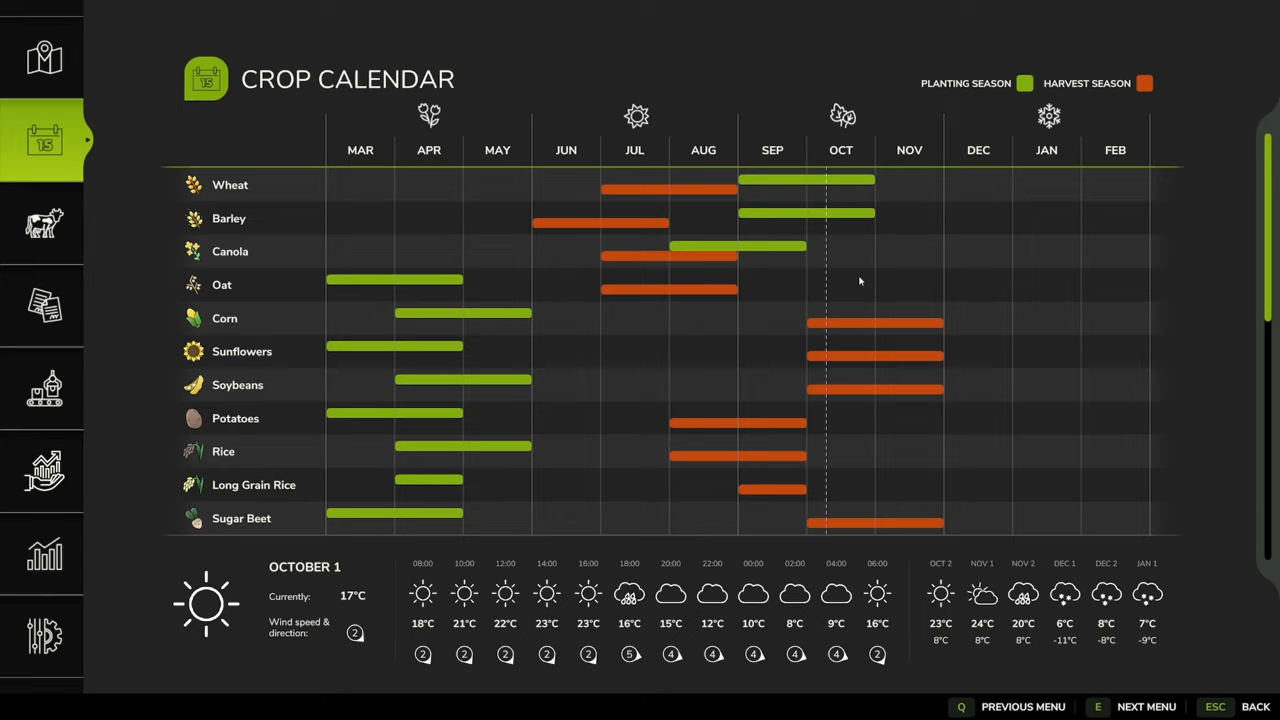 15 CROP CALENDAR
PLANTING SEASON HARVEST SEASON
MAR APR MAY JUN JUL AUG SEP OCT NOV DEC JAN FEB
15
Wheat
Barley
Canola
Oat
Corn
Sunflowers
Soybeans
Potatoes
Rice
Long Grain Rice
Sugar Beet
OCTOBER 1
Currently: 17°C
Wind speed & direction: 2
08:00 10:00 12:00 14:00 16:00 18:00 20:00 22:00 00:00 02:00 04:00 06:00
18°C 21°C 22°C 23°C 23°C 16°C 15°C 12°C 10°C 8°C 9°C 16°C
2 2 2 2 2 5 4 4 4 4 4 2
OCT 2 NOV 1 NOV 2 DEC 1 DEC 2 JAN 1
23°C 24°C 20°C 6°C 8°C 7°C
8°C 8°C 8°C -11°C -8°C -9°C
Q PREVIOUS MENU E NEXT MENU ESC BACK